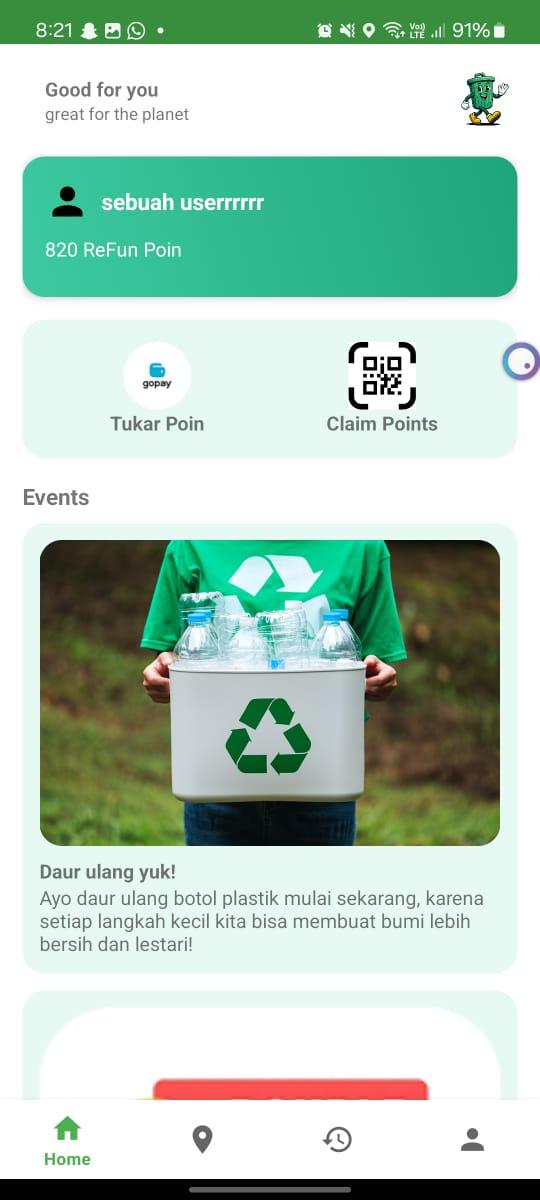 8:21
Vo))
LTE
91%
Good for you
great for the planet
sebuah userrrrrr
820 ReFun Poin
gopay
Tukar Poin
Claim Points
Events
Daur ulang yuk!
Ayo daur ulang botol plastik mulai sekarang, karena
setiap langkah kecil kita bisa membuat bumi lebih
bersih dan lestari!
Home